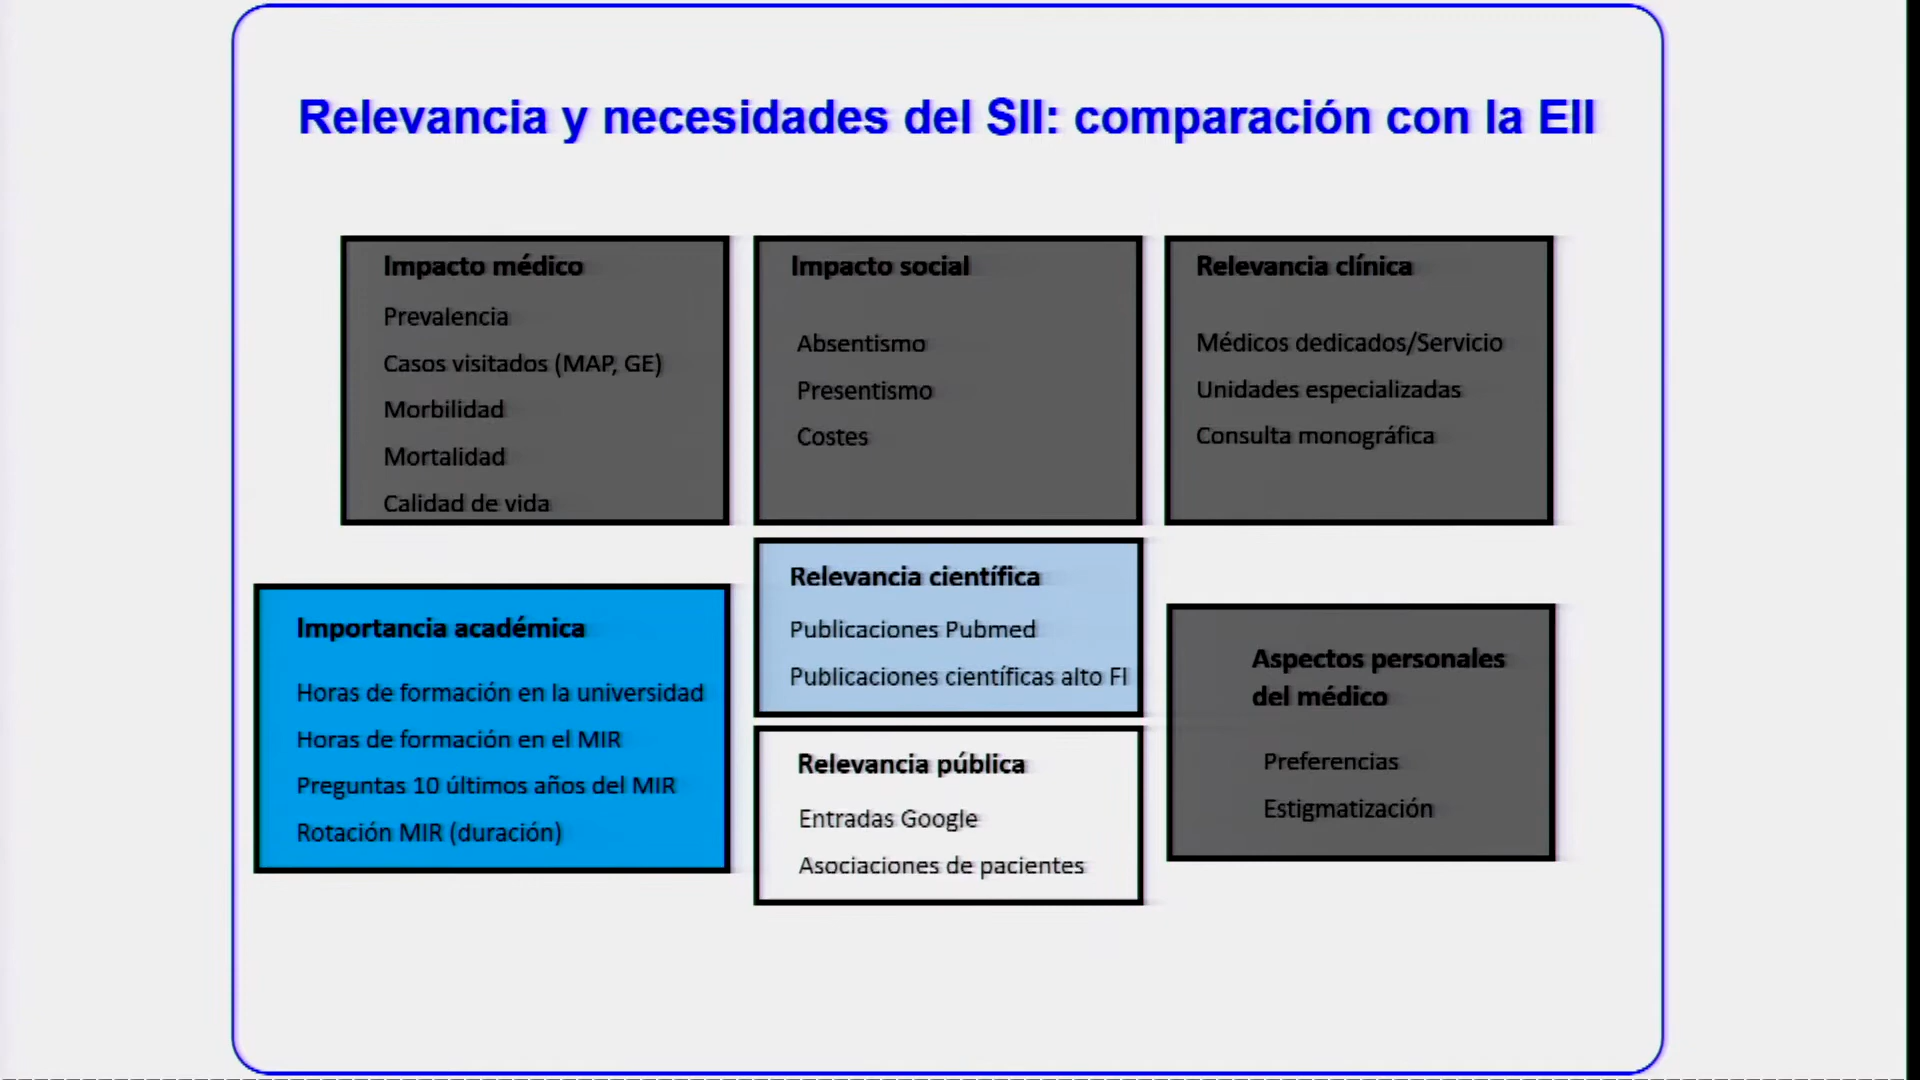 Relevancia y necesidades del SII: comparación con la EII
Impacto médico
Prevalencia
Casos visitados (MAP, GE)
Morbilidad
Mortalidad
Calidad de vida
Impacto social
Absentismo
Presentismo
Costes
Relevancia clínica
Médicos dedicados/Servicio
Unidades especializadas
Consulta monográfica
Importancia académica
Horas de formación en la universidad
Horas de formación en el MIR
Preguntas 10 últimos años del MIR
Rotación MIR (duración)
Relevancia científica
Publicaciones Pubmed
Publicaciones científicas alto FI
Relevancia pública
Entradas Google
Asociaciones de pacientes
Aspectos personales
del médico
Preferencias
Estigmatización